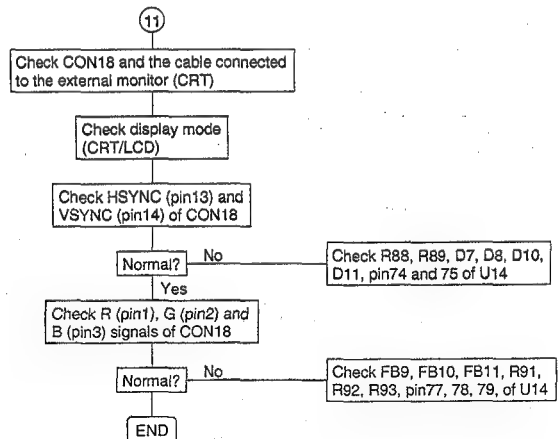 11
Check CON18 and the cable connected
to the external monitor (CRT)
Check display mode
(CRT/LCD)
Check HSYNC (pin13) and
VSYNC (pin14) of CON18
Normal?
No
Check R88, R89, D7, D8, D10,
D11, pin74 and 75 of U14
Yes
Check R (pin1), G (pin2) and
B (pin3) signals of CON18
Normal?
No
Check FB9, FB10, FB11, R91,
R92, R93, pin77, 78, 79, of U14
END